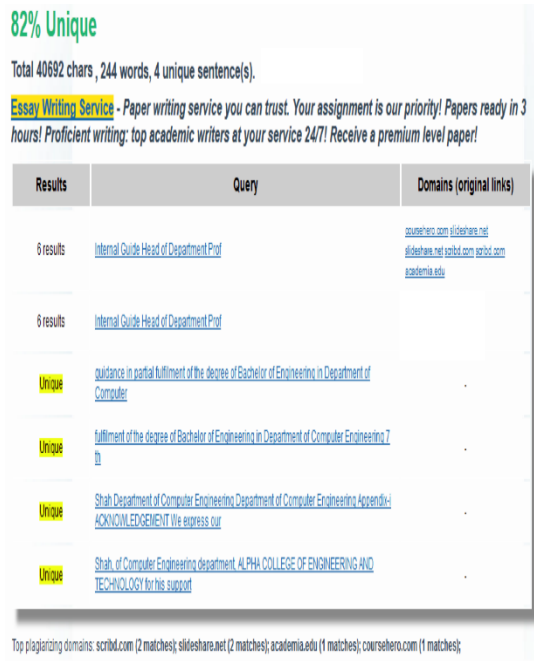 82% Unique
Total 40692 chars , 244 words, 4 unique sentence(s).
Essay Writing Service - Paper writing service you can trust. Your assignment is our priority! Papers ready in 3
hours! Proficient writing: top academic writers at your service 24/7! Receive a premium level paper!
Results Query Domains (original links)
6 results Internal Guide Head of Department Prof coursehero.com slideshare.net
slideshare.net scribd.com scribd.com
academia.edu
6 results Internal Guide Head of Department Prof
Unique guidance in partial fulfilment of the degree of Bachelor of Engineering in Department of
Computer -
Unique fulfilment of the degree of Bachelor of Engineering in Department of Computer Engineering 7
th -
Unique Shah Department of Computer Engineering Department of Computer Engineering Appendix-i
ACKNOWLEDGEMENT We express our -
Unique Shah, of Computer Engineering department, ALPHA COLLEGE OF ENGINEERING AND
TECHNOLOGY for his support -
Top plagiarizing domains: scribd.com (2 matches); slideshare.net (2 matches); academia.edu (1 matches); coursehero.com (1 matches);